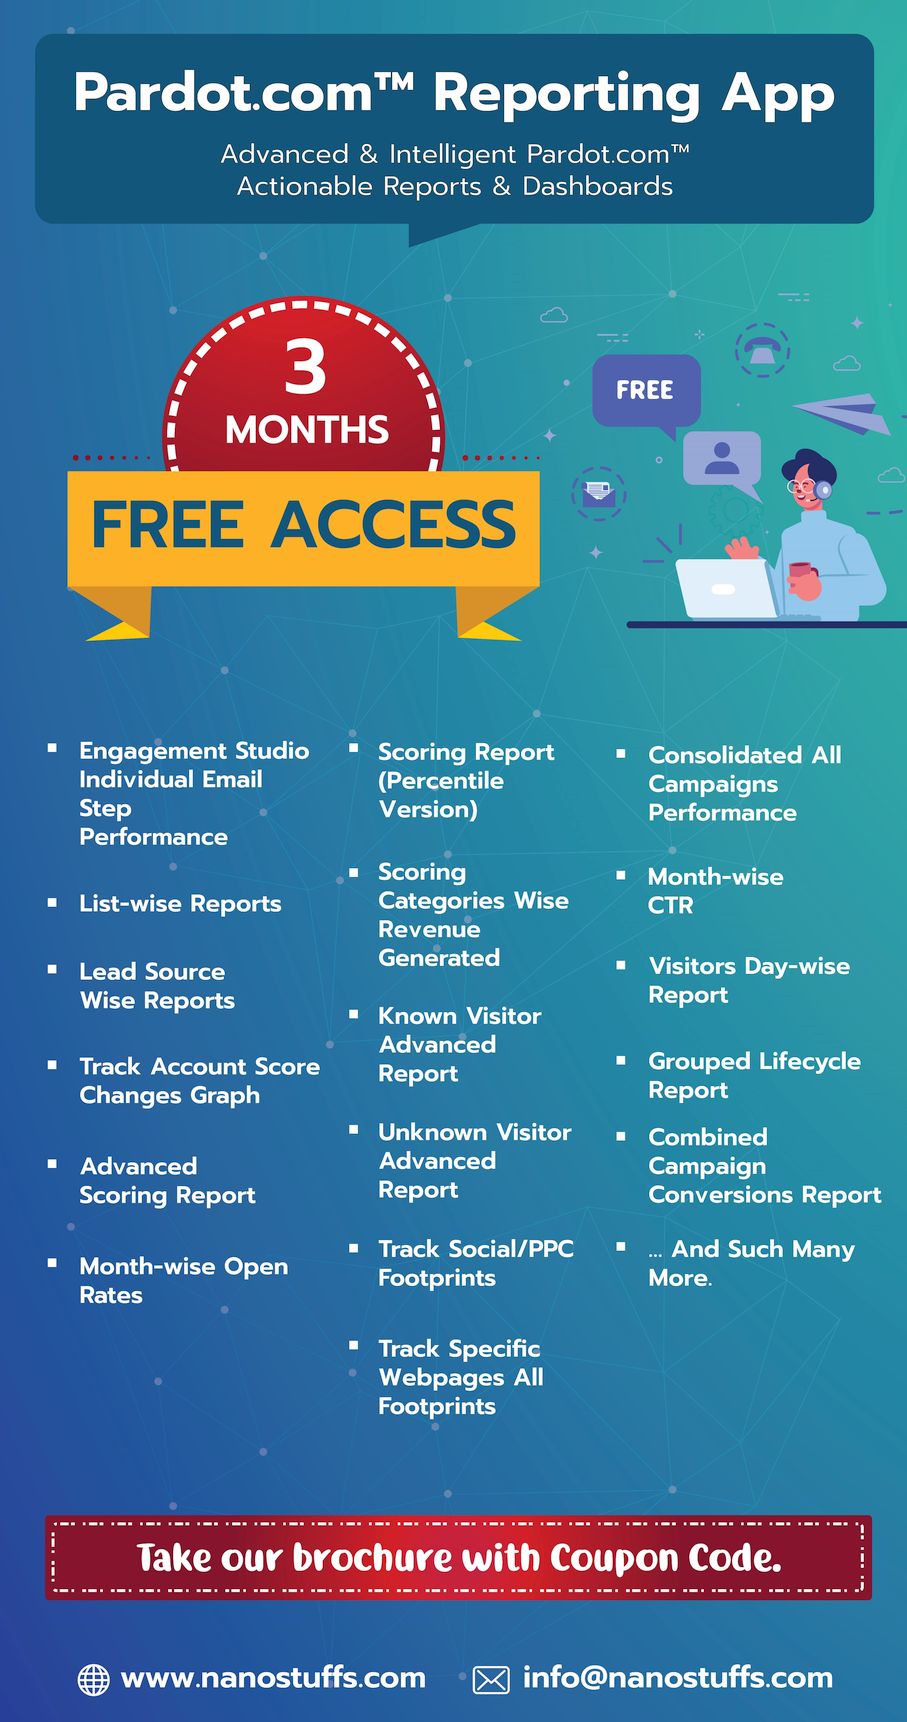 Pardot.com™ Reporting App
Advanced & Intelligent Pardot.com™
Actionable Reports & Dashboards
3
MONTHS
FREE ACCESS
FREE
Engagement Studio
Individual Email
Step
Performance
List-wise Reports
Lead Source
Wise Reports
Track Account Score
Changes Graph
Advanced
Scoring Report
Month-wise Open
Rates
Scoring Report
(Percentile
Version)
Scoring
Categories Wise
Revenue
Generated
Known Visitor
Advanced
Report
Unknown Visitor
Advanced
Report
Track Social/PPC
Footprints
Track Specific
Webpages All
Footprints
Consolidated All
Campaigns
Performance
Month-wise
CTR
Visitors Day-wise
Report
Grouped Lifecycle
Report
Combined
Campaign
Conversions Report
... And Such Many
More.
Take our brochure with Coupon Code.
www.nanostuffs.com
info@nanostuffs.com